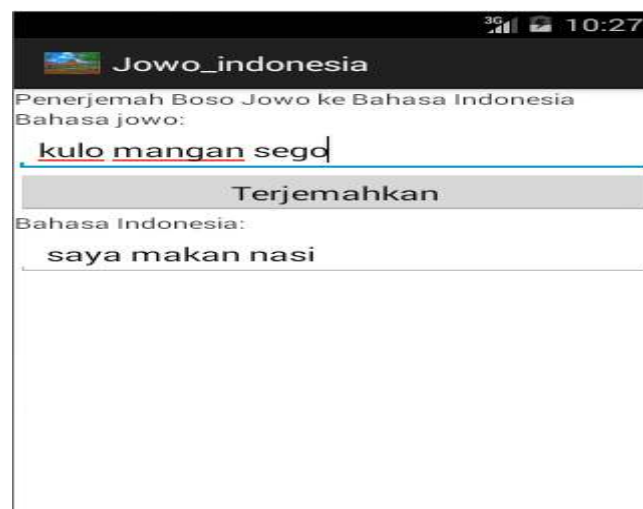 3G 10:27
Jowo_indonesia
Penerjemah Boso Jowo ke Bahasa Indonesia
Bahasa jowo:
kulo mangan sego
Terjemahkan
Bahasa Indonesia:
saya makan nasi